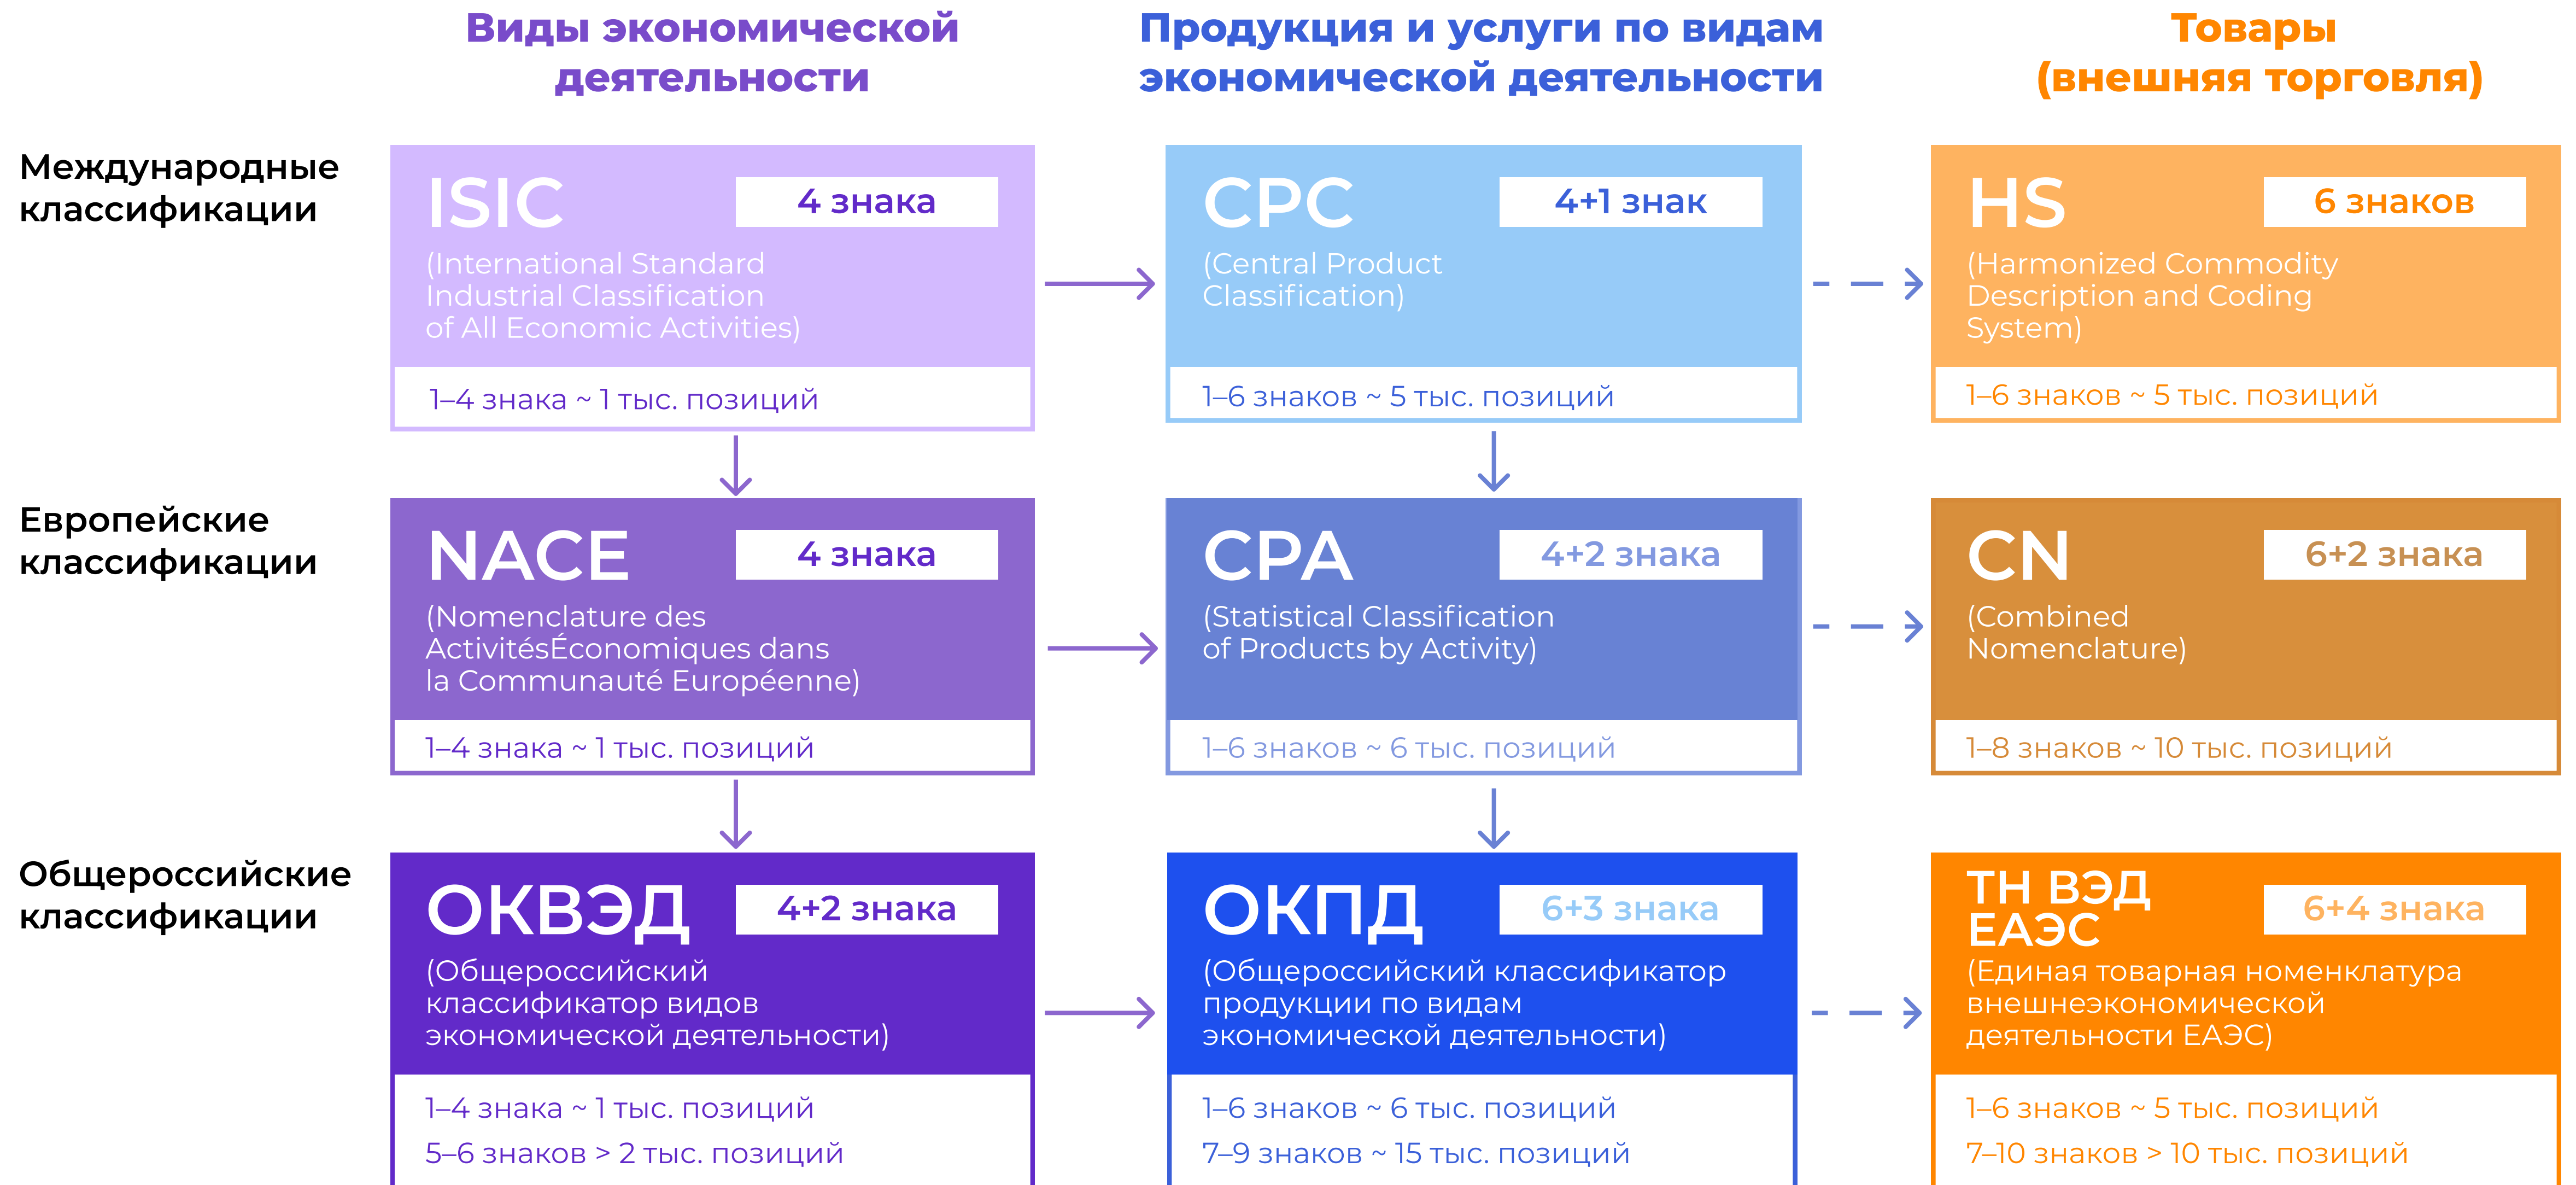 Виды экономической
деятельности
Продукция и услуги по видам
экономической деятельности
Товары
(внешняя торговля)
Международные
классификации
ISIC
4 знака
(International Standard
Industrial Classification
of All Economic Activities)
1–4 знака ~ 1 тыс. позиций
CPC
4+1 знак
(Central Product
Classification)
1–6 знаков ~ 5 тыс. позиций
HS
6 знаков
(Harmonized Commodity
Description and Coding
System)
1–6 знаков ~ 5 тыс. позиций
Европейские
классификации
NACE
4 знака
(Nomenclature des
ActivitésÉconomiques dans
la Communauté Européenne)
1–4 знака ~ 1 тыс. позиций
CPA
4+2 знака
(Statistical Classification
of Products by Activity)
1–6 знаков ~ 6 тыс. позиций
CN
6+2 знака
(Combined
Nomenclature)
1–8 знаков ~ 10 тыс. позиций
Общероссийские
классификации
ОКВЭД
4+2 знака
(Общероссийский
классификатор видов
экономической деятельности)
1–4 знака ~ 1 тыс. позиций
5–6 знаков > 2 тыс. позиций
ОКПД
6+3 знака
(Общероссийский классификатор
продукции по видам
экономической деятельности)
1–6 знаков ~ 6 тыс. позиций
7–9 знаков ~ 15 тыс. позиций
ТН ВЭД
ЕАЭС
6+4 знака
(Единая товарная номенклатура
внешнеэкономической
деятельности ЕАЭС)
1–6 знаков ~ 5 тыс. позиций
7–10 знаков > 10 тыс. позиций